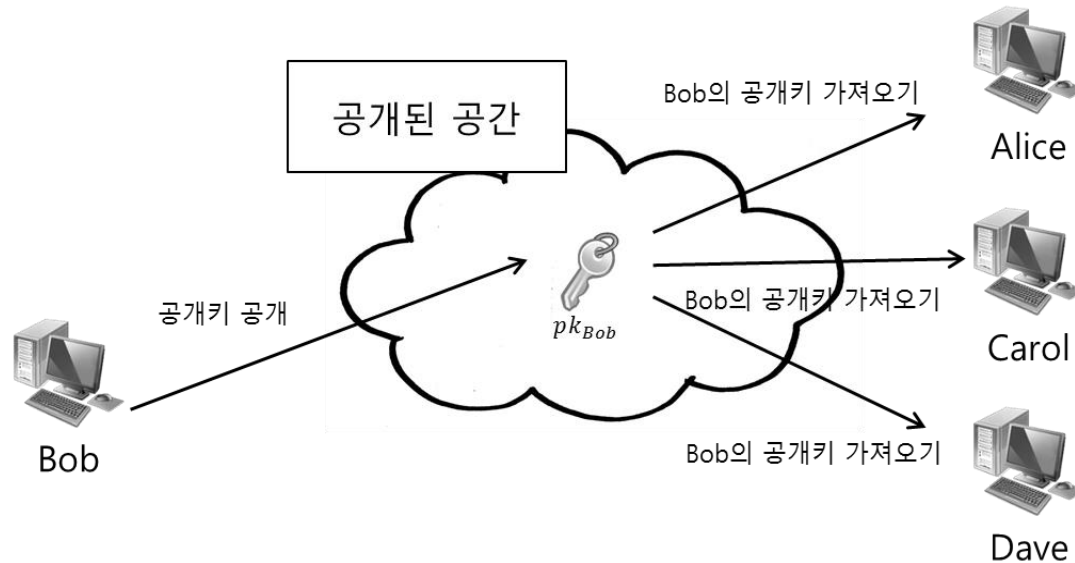 공개된 공간
Bob의 공개키 가져오기
Alice
공개키 공개
pk_Bob
Bob의 공개키 가져오기
Carol
Bob
Bob의 공개키 가져오기
Dave